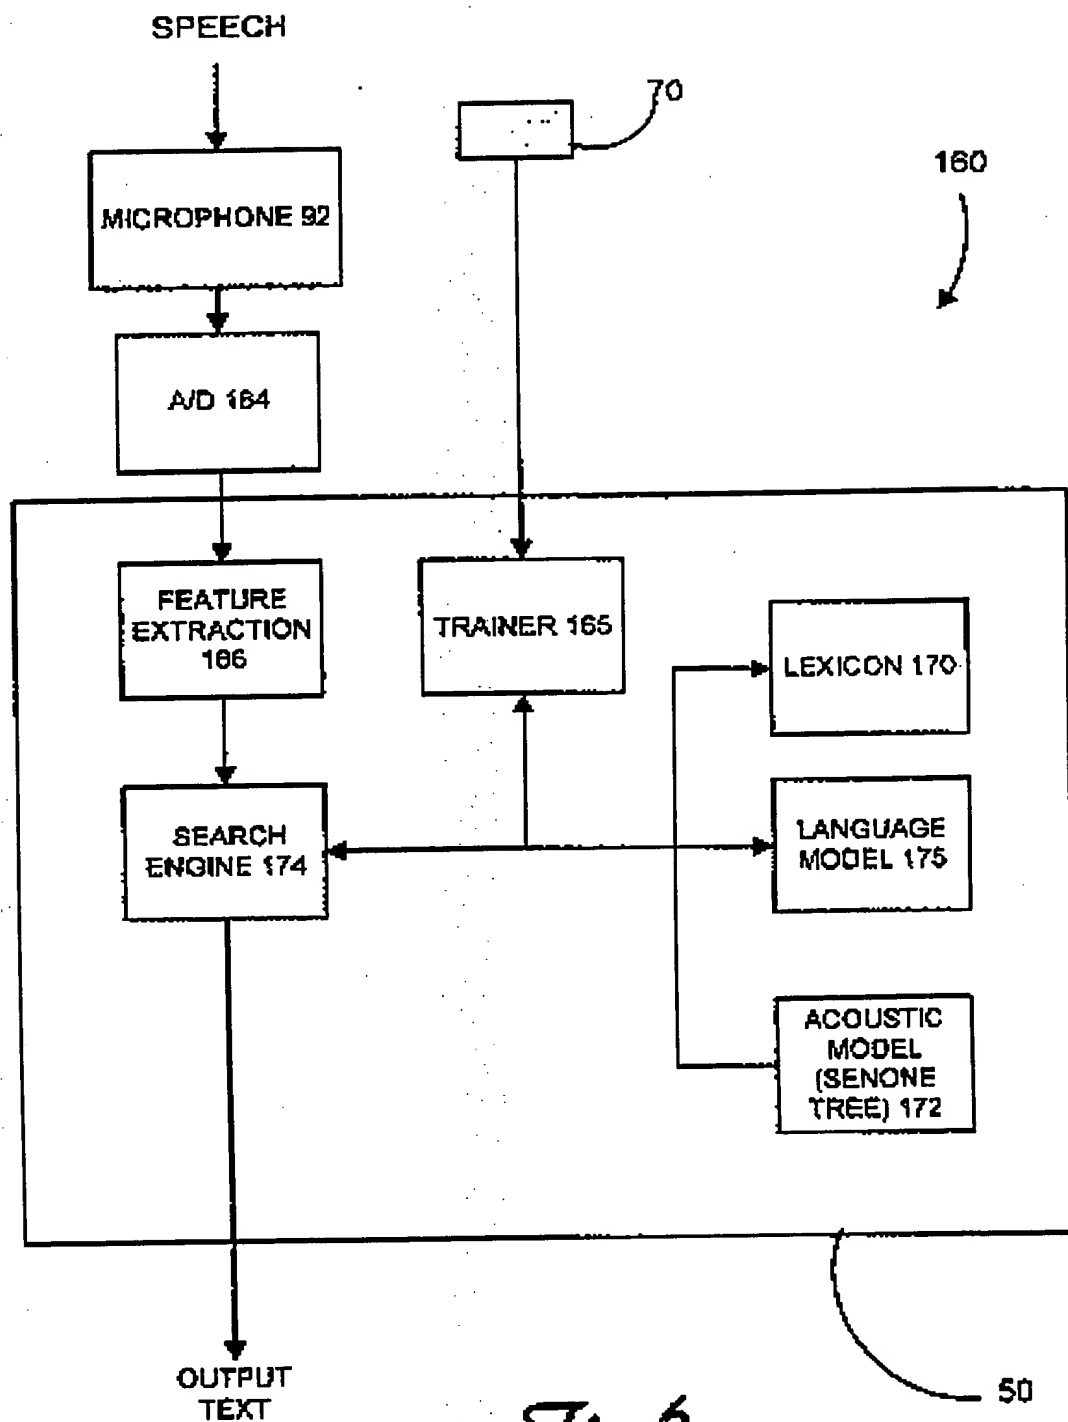 SPEECH
70
160
MICROPHONE 92
A/D 164
FEATURE
EXTRACTION
166
TRAINER 165
LEXICON 170
SEARCH
ENGINE 174
LANGUAGE
MODEL 175
ACOUSTIC
MODEL
(SENONE
TREE) 172
OUTPUT
TEXT
50